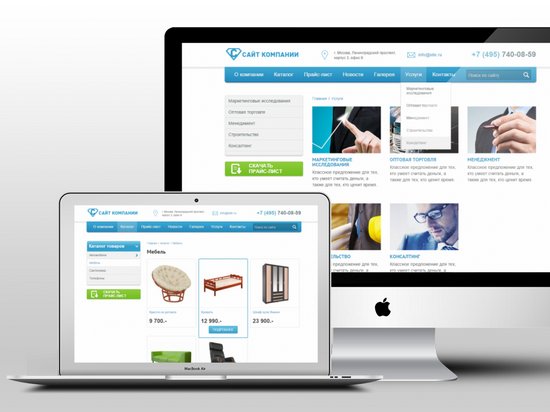 САЙТ КОМПАНИИ
г. Москва, Ленинградский проспект,
корпус 2, офис 6
info@site.ru
+7 (495) 740-08-59
О компании Каталог Прайс-лист Новости Галерея Услуги Контакты Поиск по сайту
Маркетинговые
исследования
Оптовая торговля
Менеджмент
Строительство
Консалтинг
Маркетинговые исследования
Оптовая торговля
Менеджмент
Строительство
Консалтинг
СКАЧАТЬ
ПРАЙС-ЛИСТ
Главная Услуги
МАРКЕТИНГОВЫЕ
ИССЛЕДОВАНИЯ
Классное предложение для тех,
кто умеет считать деньги, а
также для тех, кто ценит время.
ОПТОВАЯ ТОРГОВЛЯ
Классное предложение для тех,
кто умеет считать деньги, а
также для тех, кто ценит время.
МЕНЕДЖМЕНТ
Классное предложение для тех,
кто умеет считать деньги, а
также для тех, кто ценит время.
КОНСАЛТИНГ
Классное предложение для тех,
кто умеет считать деньги, а
также для тех, кто ценит время.
САЙТ КОМПАНИИ
+7 (495) 740-08-59
О компании Каталог Прайс-лист Новости Галерея Услуги Контакты
Каталог товаров
Автомобили
Мебель
Сантехника
Телефоны
СКАЧАТЬ
ПРАЙС-ЛИСТ
Мебель
9 700.-
Кровать
12 990.-
23 900.-
MacBook Air